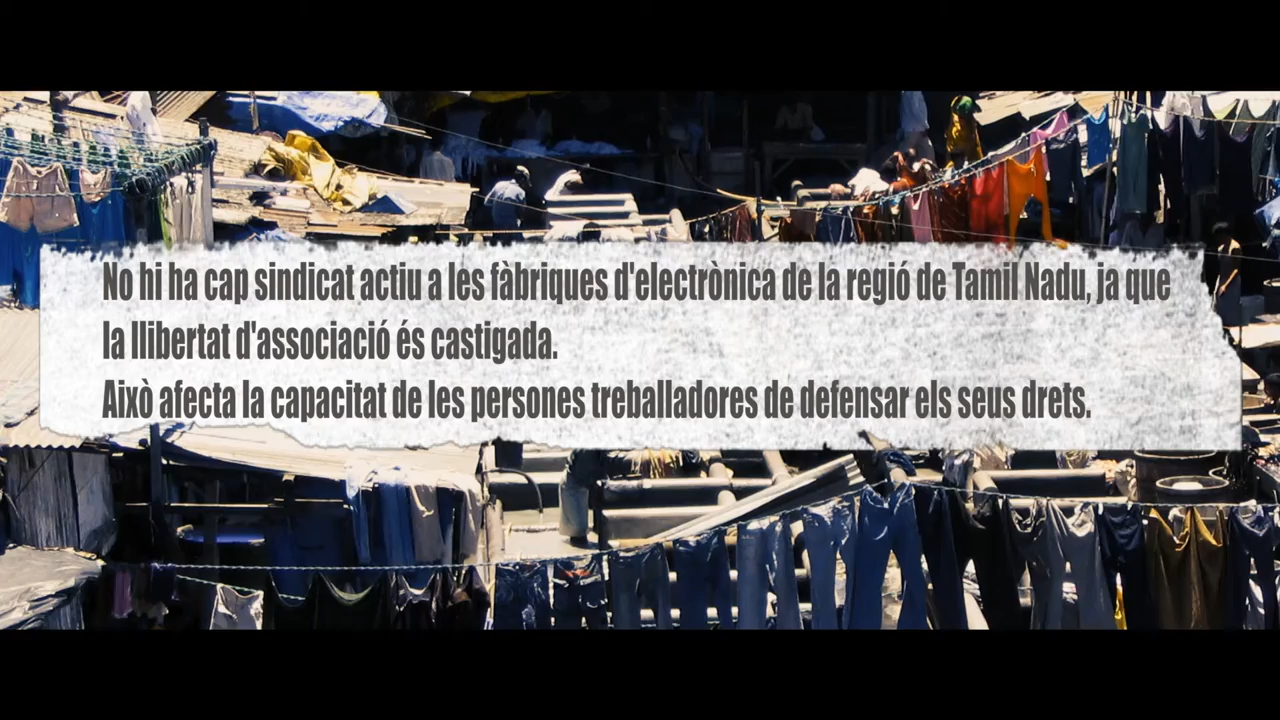 No hi ha cap sindicat actiu a les fàbriques d'electrònica de la regió de Tamil Nadu, ja que
la llibertat d'associació és castigada.
Això afecta la capacitat de les persones treballadores de defensar els seus drets.